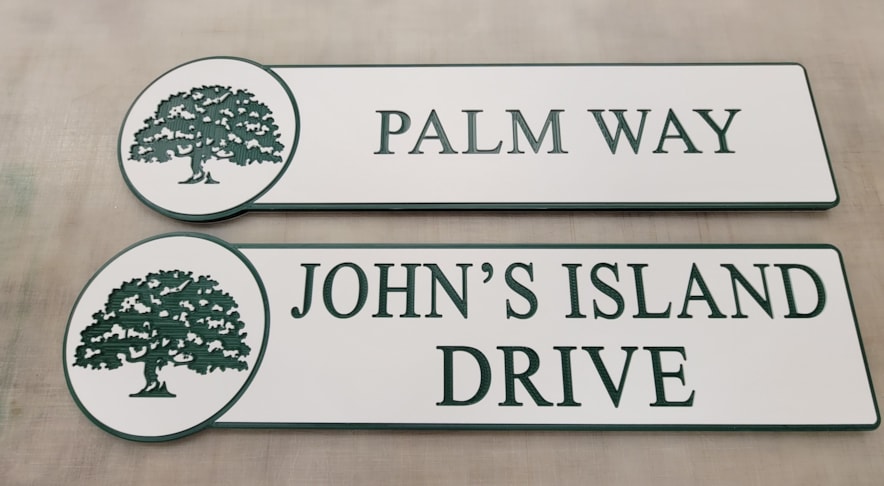 PALM WAY
JOHN'S ISLAND
DRIVE